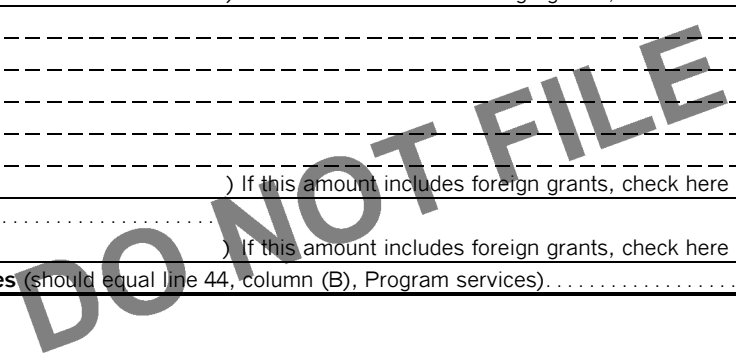 ) If this amount includes foreign grants, check here
) If this amount includes foreign grants, check here
(should equal line 44, column (B), Program services)
DO NOT FILE